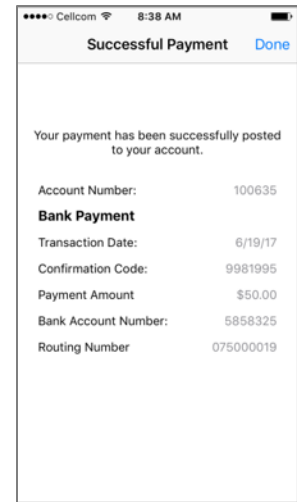 Cellcom 8:38 AM
Successful Payment Done
Your payment has been successfully posted
to your account.
Account Number: 100635
Bank Payment
Transaction Date: 6/19/17
Confirmation Code: 9981995
Payment Amount $50.00
Bank Account Number: 5858325
Routing Number 075000019